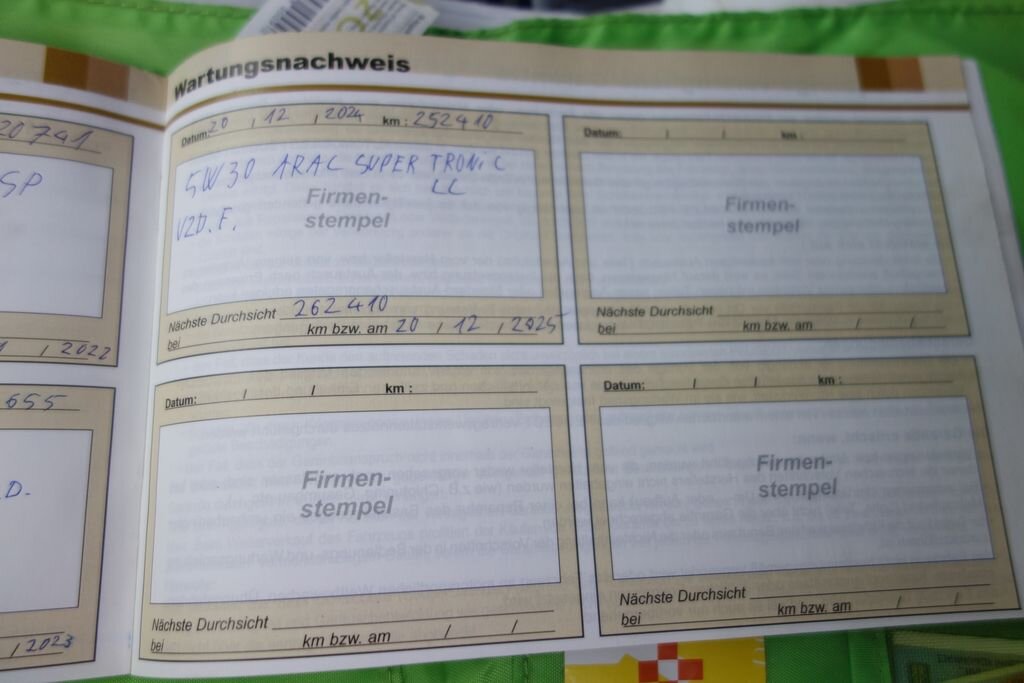 Wartungsnachweis
20741
SP
/ 2022
655
D.
/ 2023
Datum: 20 / 12 / 2024 km : 252410
5W30 ARAL SUPER TRONiC
LL
VZD. F.
Firmen-
stempel
Nächste Durchsicht 262410
bei km bzw. am 20 / 12 / 2025
Datum: / / km :
Firmen-
stempel
Nächste Durchsicht
bei km bzw. am / /
Datum: / / km :
Firmen-
stempel
Nächste Durchsicht
bei km bzw. am / /
Datum: / / km :
Firmen-
stempel
Nächste Durchsicht
bei km bzw. am / /